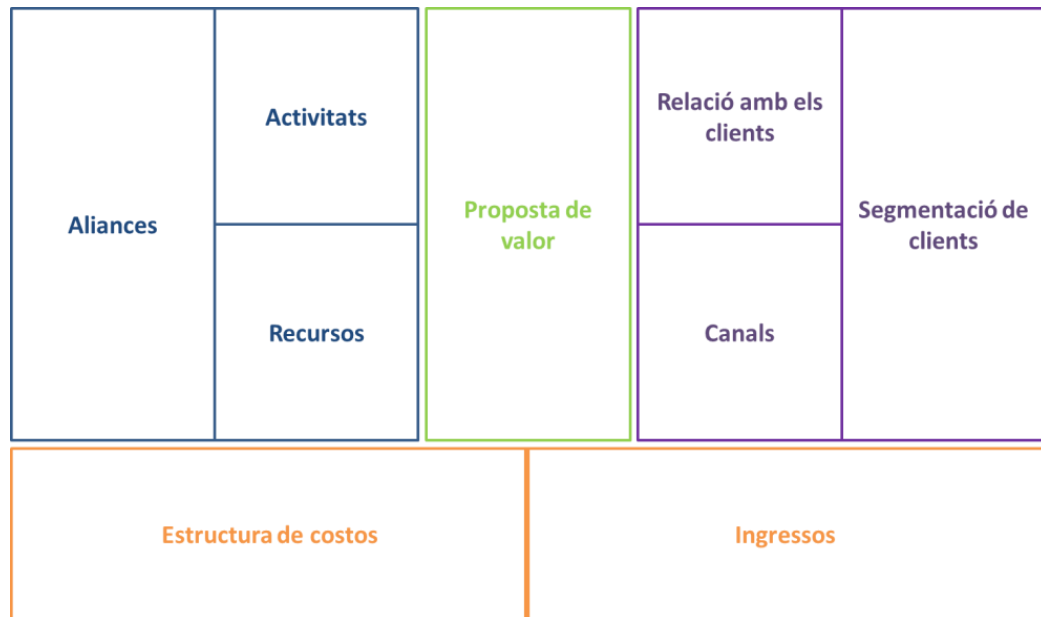 Aliances
Activitats
Recursos
Proposta de
valor
Relació amb els
clients
Canals
Segmentació de
clients
Estructura de costos
Ingressos